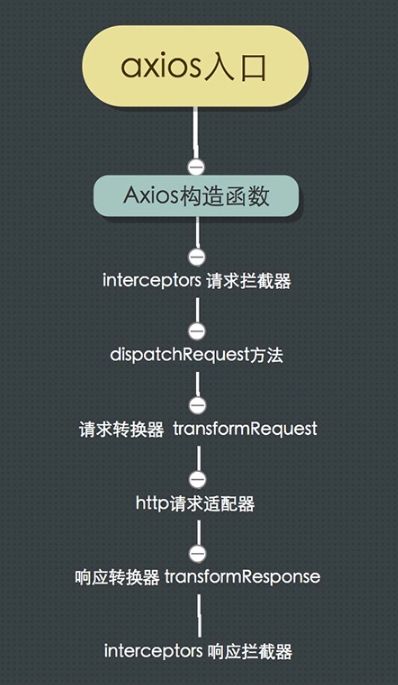 axios入口
Axios构造函数
interceptors 请求拦截器
dispatchRequest方法
请求转换器 transformRequest
http请求适配器
响应转换器 transformResponse
interceptors 响应拦截器